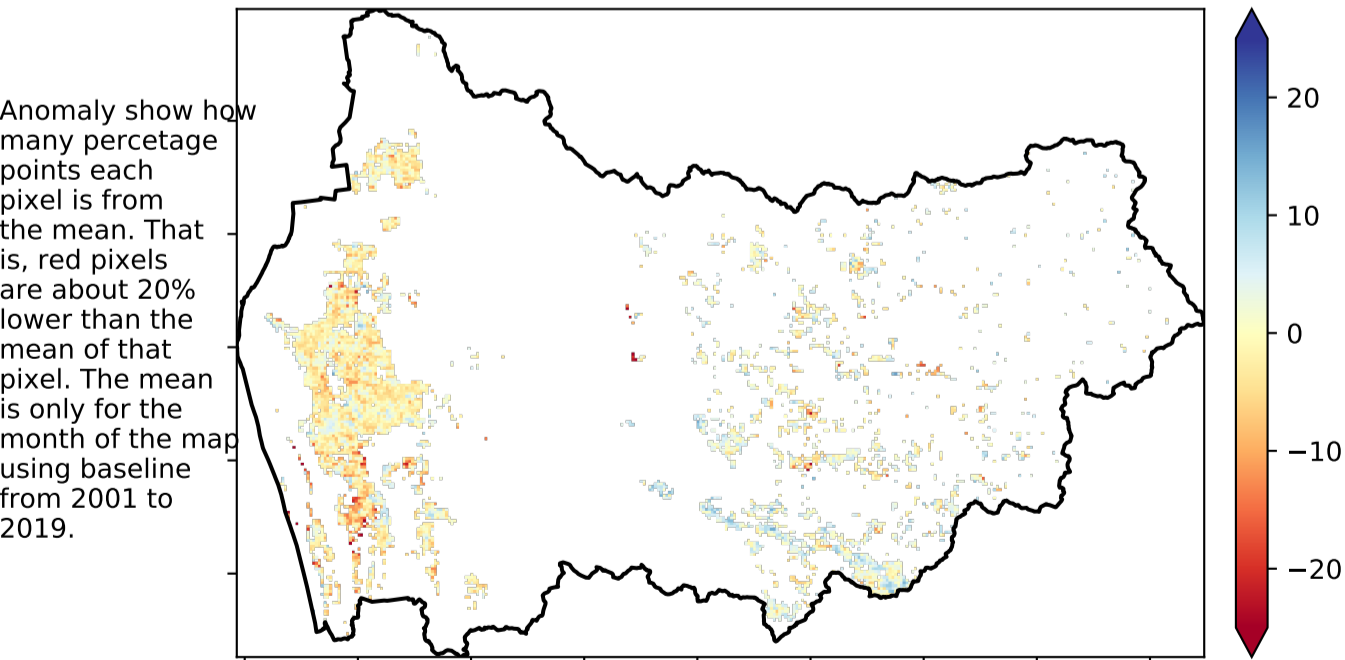 Anomaly show how
many percetage
points each
pixel is from
the mean. That
is, red pixels
are about 20%
lower than the
mean of that
pixel. The mean
is only for the
month of the map
using baseline
from 2001 to
2019.
20
10
0
−10
−20